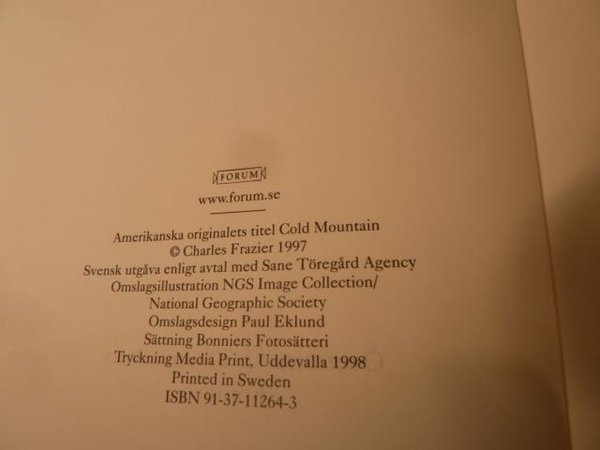 FORUM
www.forum.se
Amerikanska originalets titel Cold Mountain
© Charles Frazier 1997
Svensk utgåva enligt avtal med Sane Töregård Agency
Omslagsillustration NGS Image Collection/
National Geographic Society
Omslagsdesign Paul Eklund
Sättning Bonniers Fotosätteri
Tryckning Media Print, Uddevalla 1998
Printed in Sweden
ISBN 91-37-11264-3